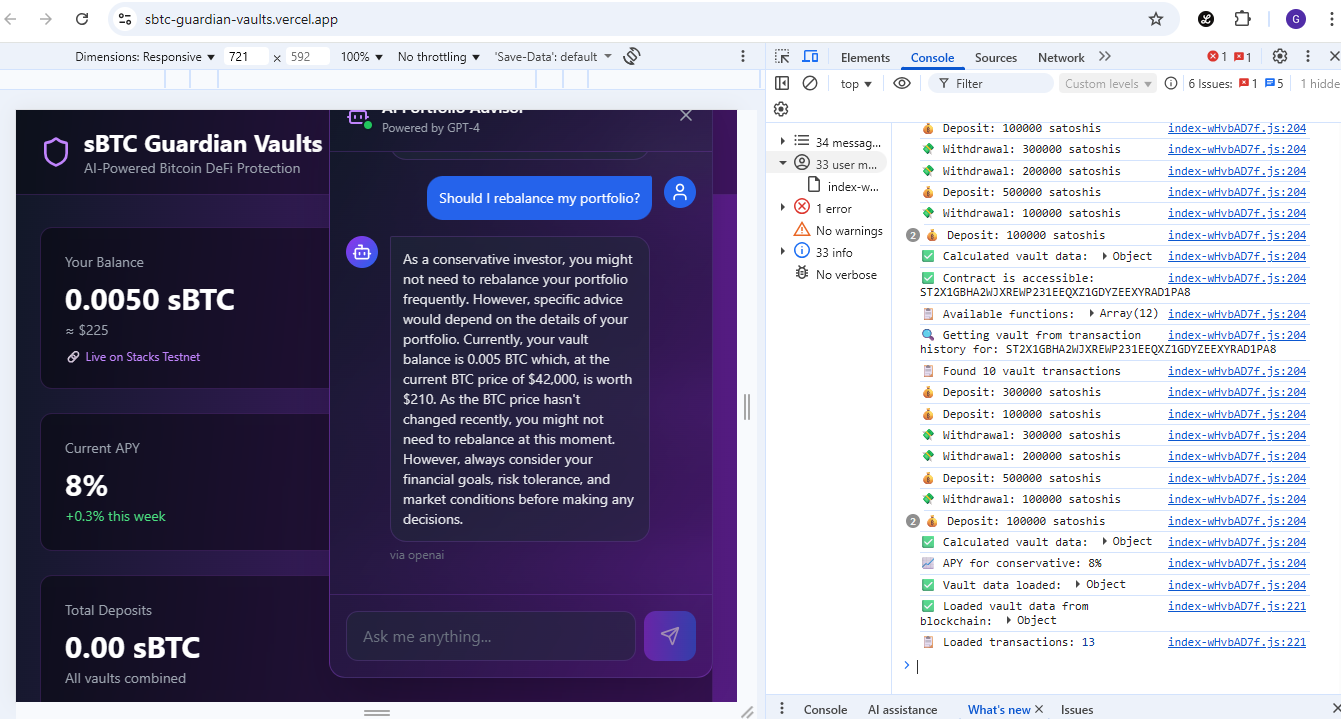 sbtc-guardian-vaults.vercel.app
G
Dimensions: Responsive 721 × 592 100% No throttling 'Save-Data': default
Elements Console Sources Network 1 1
top Filter Custom levels 6 Issues: 1 5 1 hidde
sBTC Guardian Vaults
AI-Powered Bitcoin DeFi Protection
Your Balance
0.0050 sBTC
≈ $225
Live on Stacks Testnet
Current APY
8%
+0.3% this week
Total Deposits
0.00 sBTC
All vaults combined
AI Portfolio Advisor
Powered by GPT-4
Should I rebalance my portfolio?
As a conservative investor, you might
not need to rebalance your portfolio
frequently. However, specific advice
would depend on the details of your
portfolio. Currently, your vault
balance is 0.005 BTC which, at the
current BTC price of $42,000, is worth
$210. As the BTC price hasn't
changed recently, you might not
need to rebalance at this moment.
However, always consider your
financial goals, risk tolerance, and
market conditions before making any
decisions.
via openai
Ask me anything...
34 messag...
33 user m...
index-w...
1 error
No warnings
33 info
No verbose
Deposit: 100000 satoshis index-wHvbAD7f.js:204
Withdrawal: 300000 satoshis index-wHvbAD7f.js:204
Withdrawal: 200000 satoshis index-wHvbAD7f.js:204
Deposit: 500000 satoshis index-wHvbAD7f.js:204
Withdrawal: 100000 satoshis index-wHvbAD7f.js:204
2 Deposit: 100000 satoshis index-wHvbAD7f.js:204
Calculated vault data: Object index-wHvbAD7f.js:204
Contract is accessible: index-wHvbAD7f.js:204
ST2X1GBHA2WJXREWP231EEQXZ1GDYZEEXYRAD1PA8
Available functions: Array(12) index-wHvbAD7f.js:204
Getting vault from transaction index-wHvbAD7f.js:204
history for: ST2X1GBHA2WJXREWP231EEQXZ1GDYZEEXYRAD1PA8
Found 10 vault transactions index-wHvbAD7f.js:204
Deposit: 300000 satoshis index-wHvbAD7f.js:204
Deposit: 100000 satoshis index-wHvbAD7f.js:204
Withdrawal: 300000 satoshis index-wHvbAD7f.js:204
Withdrawal: 200000 satoshis index-wHvbAD7f.js:204
Deposit: 500000 satoshis index-wHvbAD7f.js:204
Withdrawal: 100000 satoshis index-wHvbAD7f.js:204
2 Deposit: 100000 satoshis index-wHvbAD7f.js:204
Calculated vault data: Object index-wHvbAD7f.js:204
APY for conservative: 8% index-wHvbAD7f.js:204
Vault data loaded: Object index-wHvbAD7f.js:204
Loaded vault data from index-wHvbAD7f.js:221
blockchain: Object
Loaded transactions: 13 index-wHvbAD7f.js:221
Console AI assistance What's new Issues